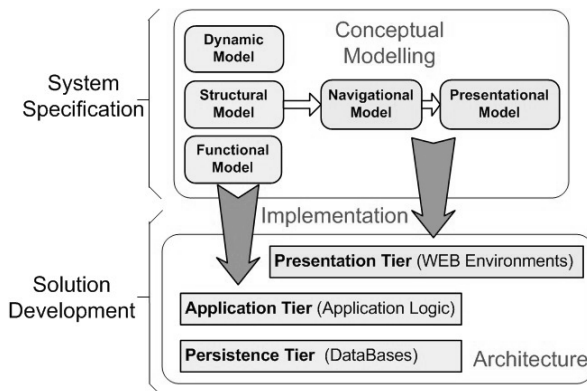 Dynamic
Model
Conceptual
Modelling
System
Specification
Structural
Model
Navigational
Model
Presentational
Model
Functional
Model
Implementation
Presentation Tier (WEB Environments)
Solution
Development
Application Tier (Application Logic)
Persistence Tier (DataBases)
Architecture